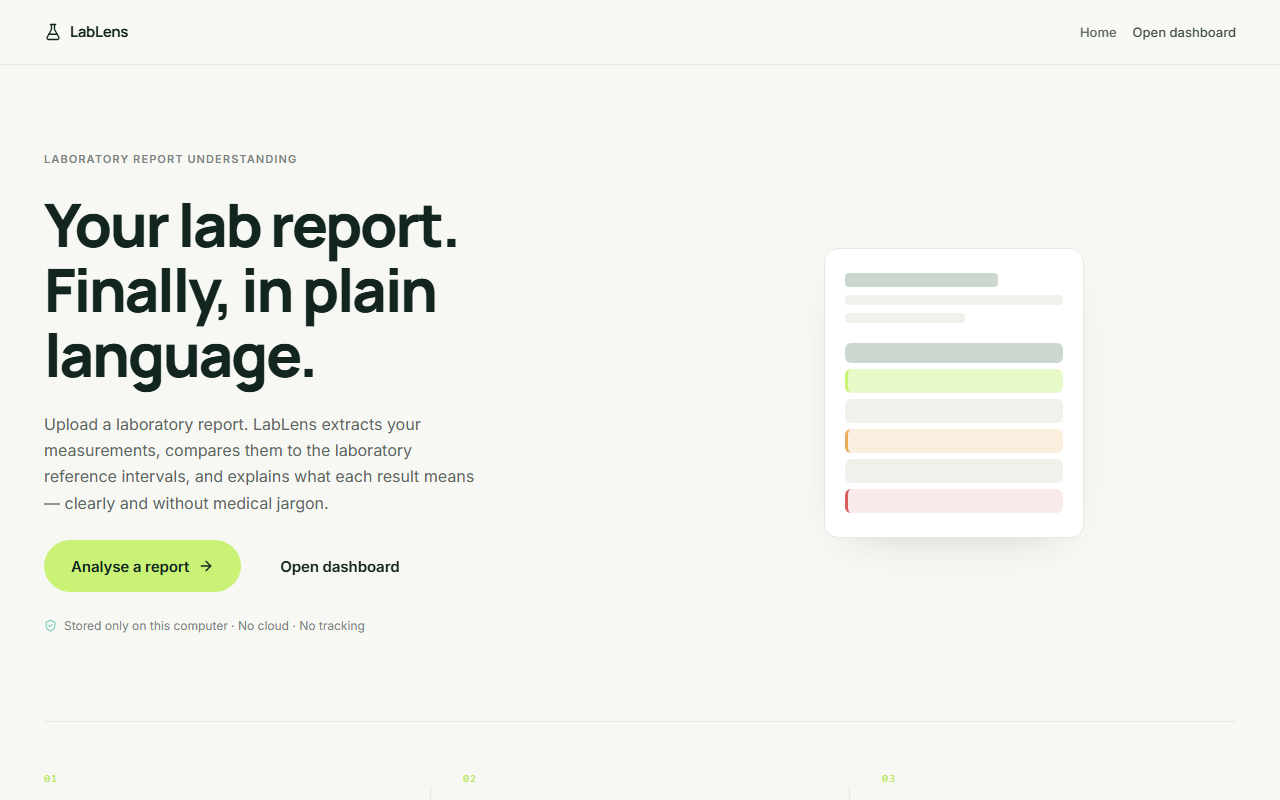 LabLens
Home
Open dashboard
LABORATORY REPORT UNDERSTANDING
Your lab report.
Finally, in plain
language.
Upload a laboratory report. LabLens extracts your
measurements, compares them to the laboratory
reference intervals, and explains what each result means
— clearly and without medical jargon.
Analyse a report →
Open dashboard
Stored only on this computer · No cloud · No tracking
01
02
03